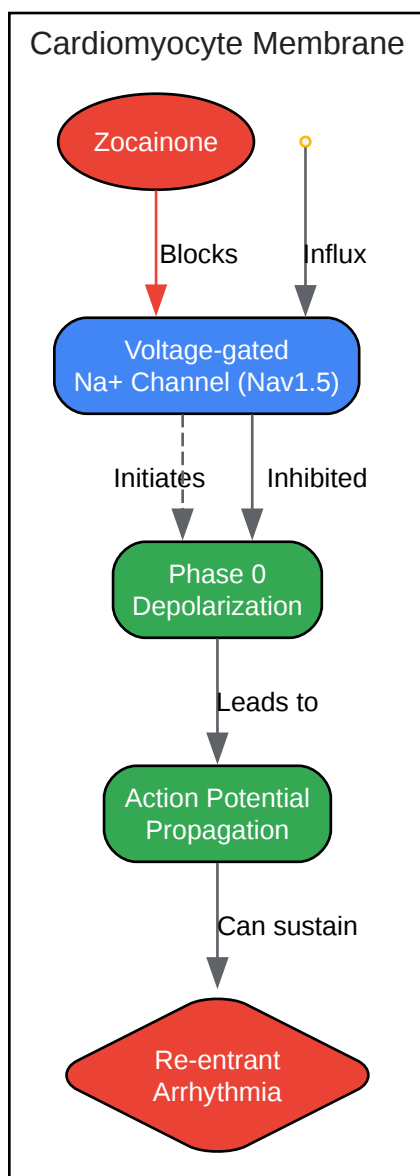 Cardiomyocyte Membrane
Zocainone
Blocks
Influx
Voltage-gated
Na+ Channel (Nav1.5)
Initiates
Inhibited
Phase 0
Depolarization
Leads to
Action Potential
Propagation
Can sustain
Re-entrant
Arrhythmia